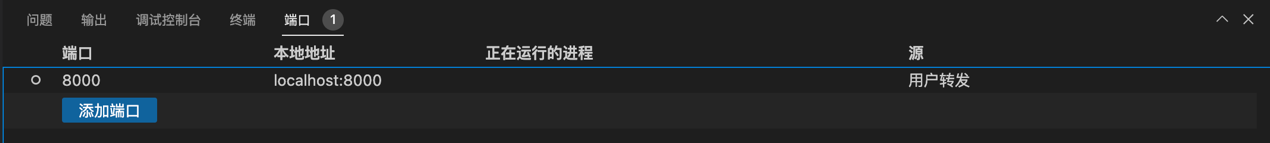 问题 输出 调试控制台 终端 端口 1
端口 本地地址 正在运行的进程 源
8000 localhost:8000 用户转发
添加端口